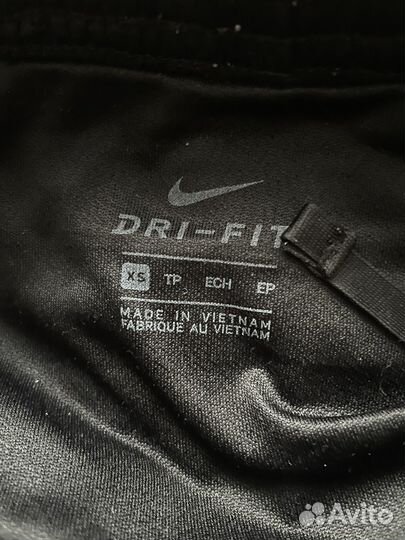 DRI-FIT
XS TP ECH EP
MADE IN VIETNAM
FABRIQUE AU VIETNAM
Avito